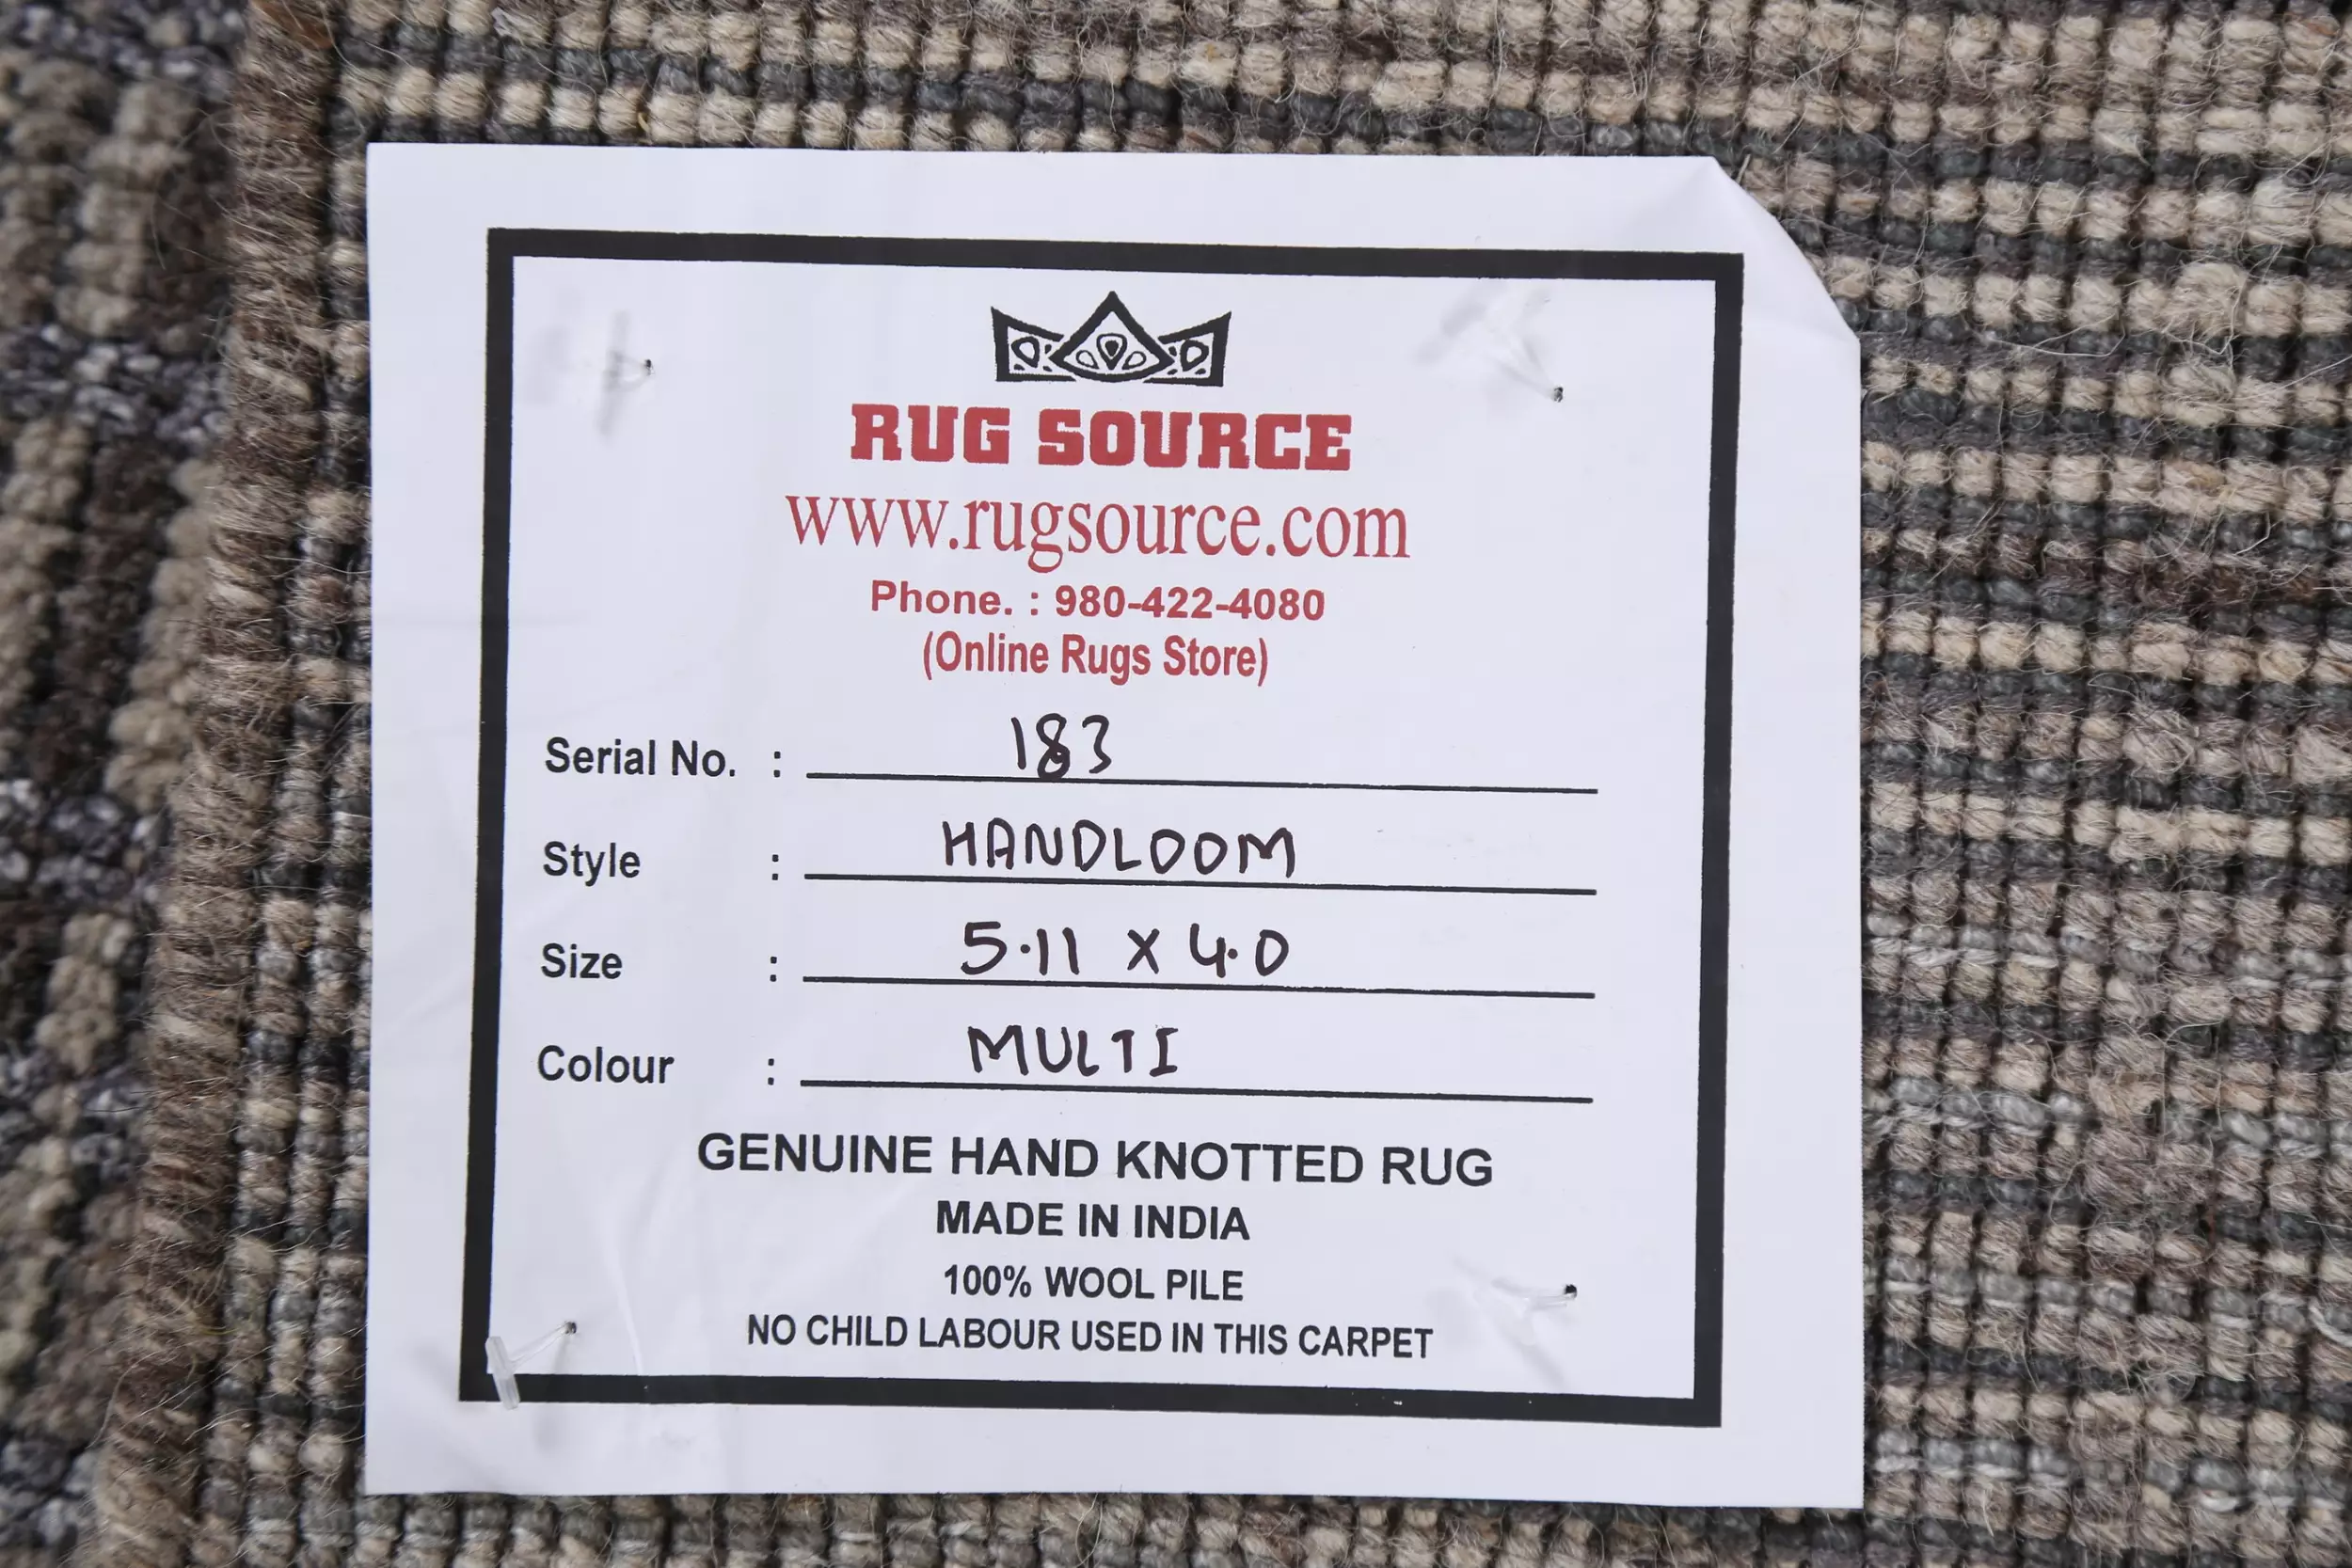 RUG SOURCE
www.rugsource.com
Phone. : 980-422-4080
(Online Rugs Store)
Serial No. : 183
Style : HANDLOOM
Size : 5.11 X 4.0
Colour : MULTI
GENUINE HAND KNOTTED RUG
MADE IN INDIA
100% WOOL PILE
NO CHILD LABOUR USED IN THIS CARPET